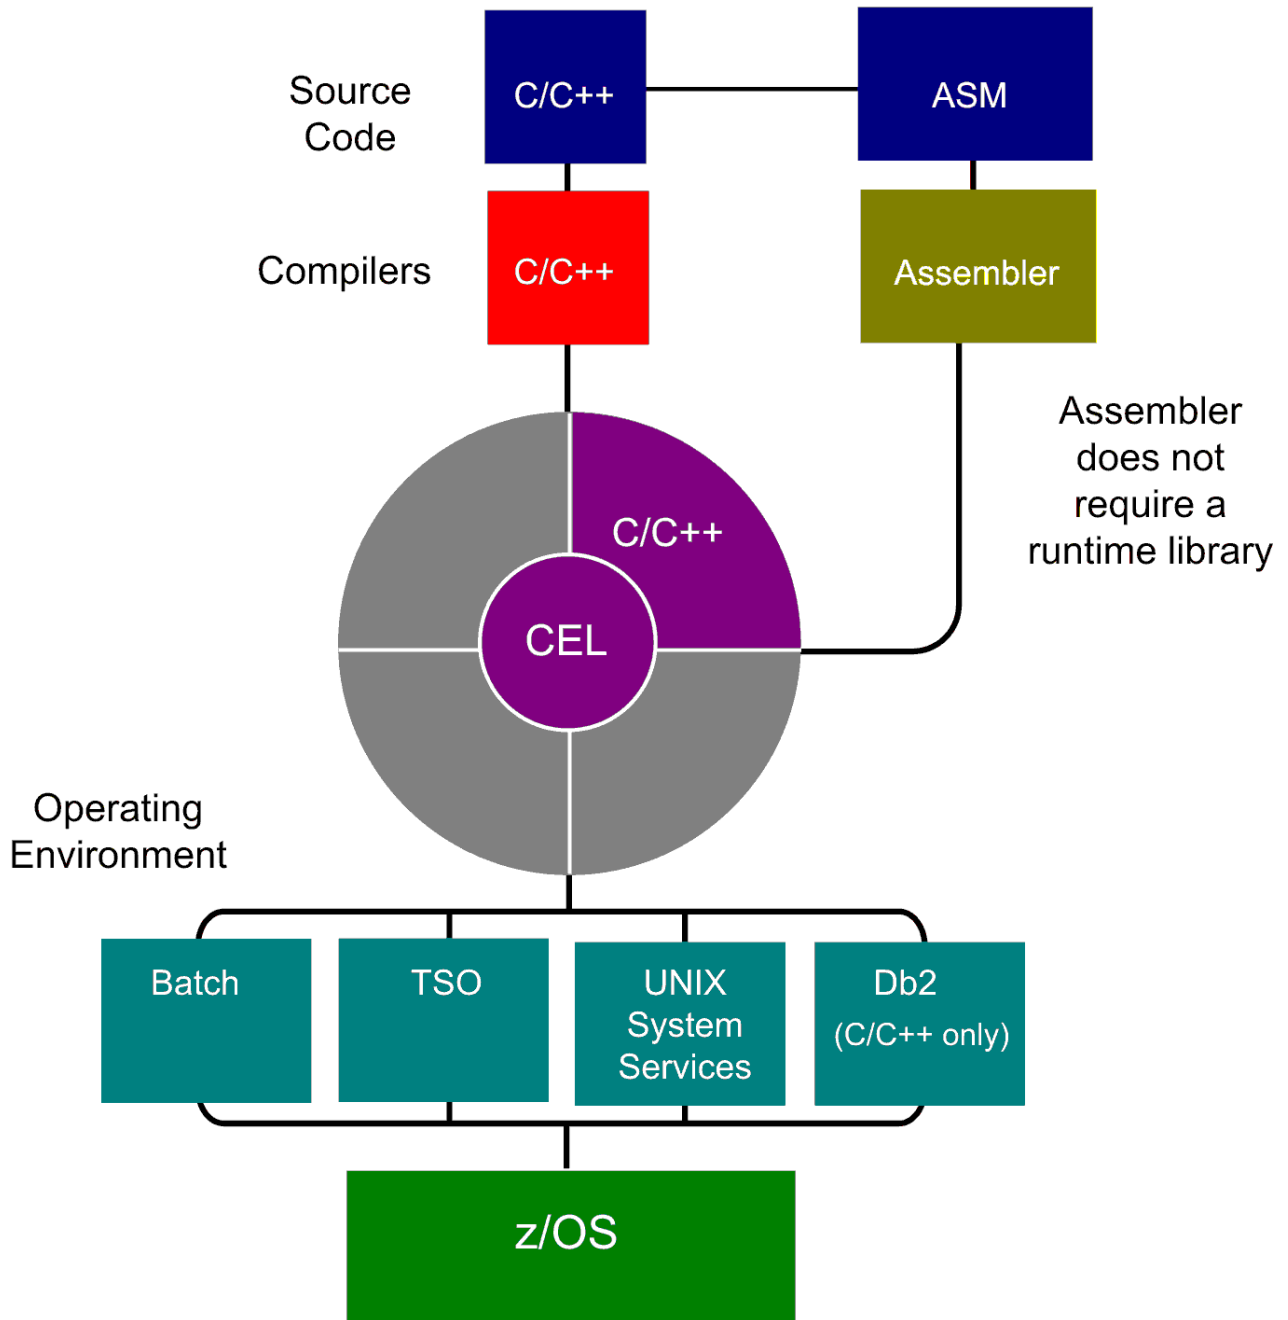 Source
Code
C/C++
ASM
Compilers
C/C++
Assembler
Assembler
does not
require a
runtime library
C/C++
CEL
Operating
Environment
Batch
TSO
UNIX
System
Services
Db2
(C/C++ only)
z/OS